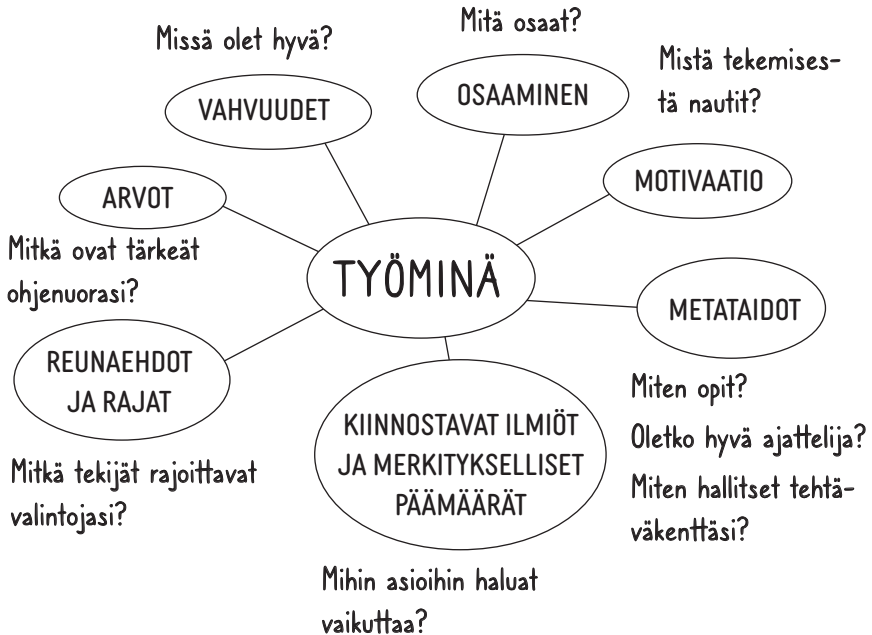 Missä olet hyvä?
VAHVUUDET
Mitä osaat?
OSAAMINEN
Mistä tekemises-
tä nautit?
MOTIVAATIO
ARVOT
Mitkä ovat tärkeät
ohjenuorasi?
TYÖMINÄ
METATAIDOT
Miten opit?
Oletko hyvä ajattelija?
Miten hallitset tehtä-
väkenttäsi?
REUNAEHDOT
JA RAJAT
Mitkä tekijät rajoittavat
valintojasi?
KIINNOSTAVAT ILMIÖT
JA MERKITYKSELLISET
PÄÄMÄÄRÄT
Mihin asioihin haluat
vaikuttaa?